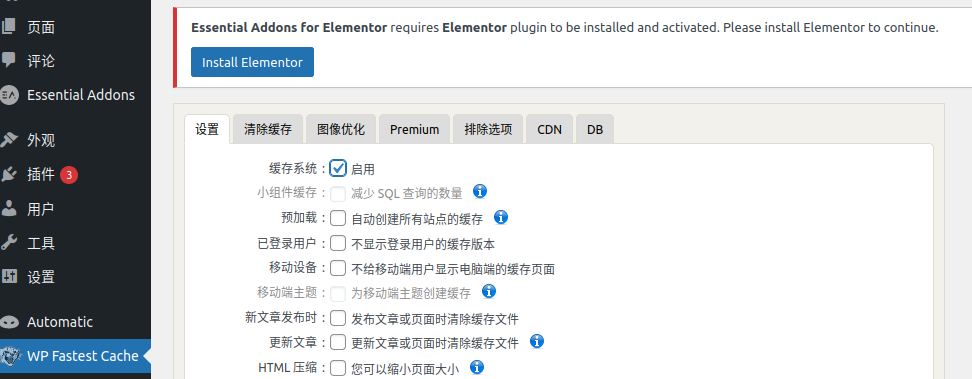 页面
评论
Essential Addons
外观
插件 3
用户
工具
设置
Automatic
WP Fastest Cache
Essential Addons for Elementor requires Elementor plugin to be installed and activated. Please install Elementor to continue.
Install Elementor
设置 清除缓存 图像优化 Premium 排除选项 CDN DB
缓存系统 : 启用
小组件缓存 : 减少 SQL 查询的数量
预加载 : 自动创建所有站点的缓存
已登录用户 : 不显示登录用户的缓存版本
移动设备 : 不给移动端用户显示电脑端的缓存页面
移动端主题 : 为移动端主题创建缓存
新文章发布时 : 发布文章或页面时清除缓存文件
更新文章 : 更新文章或页面时清除缓存文件
HTML 压缩 : 您可以缩小页面大小